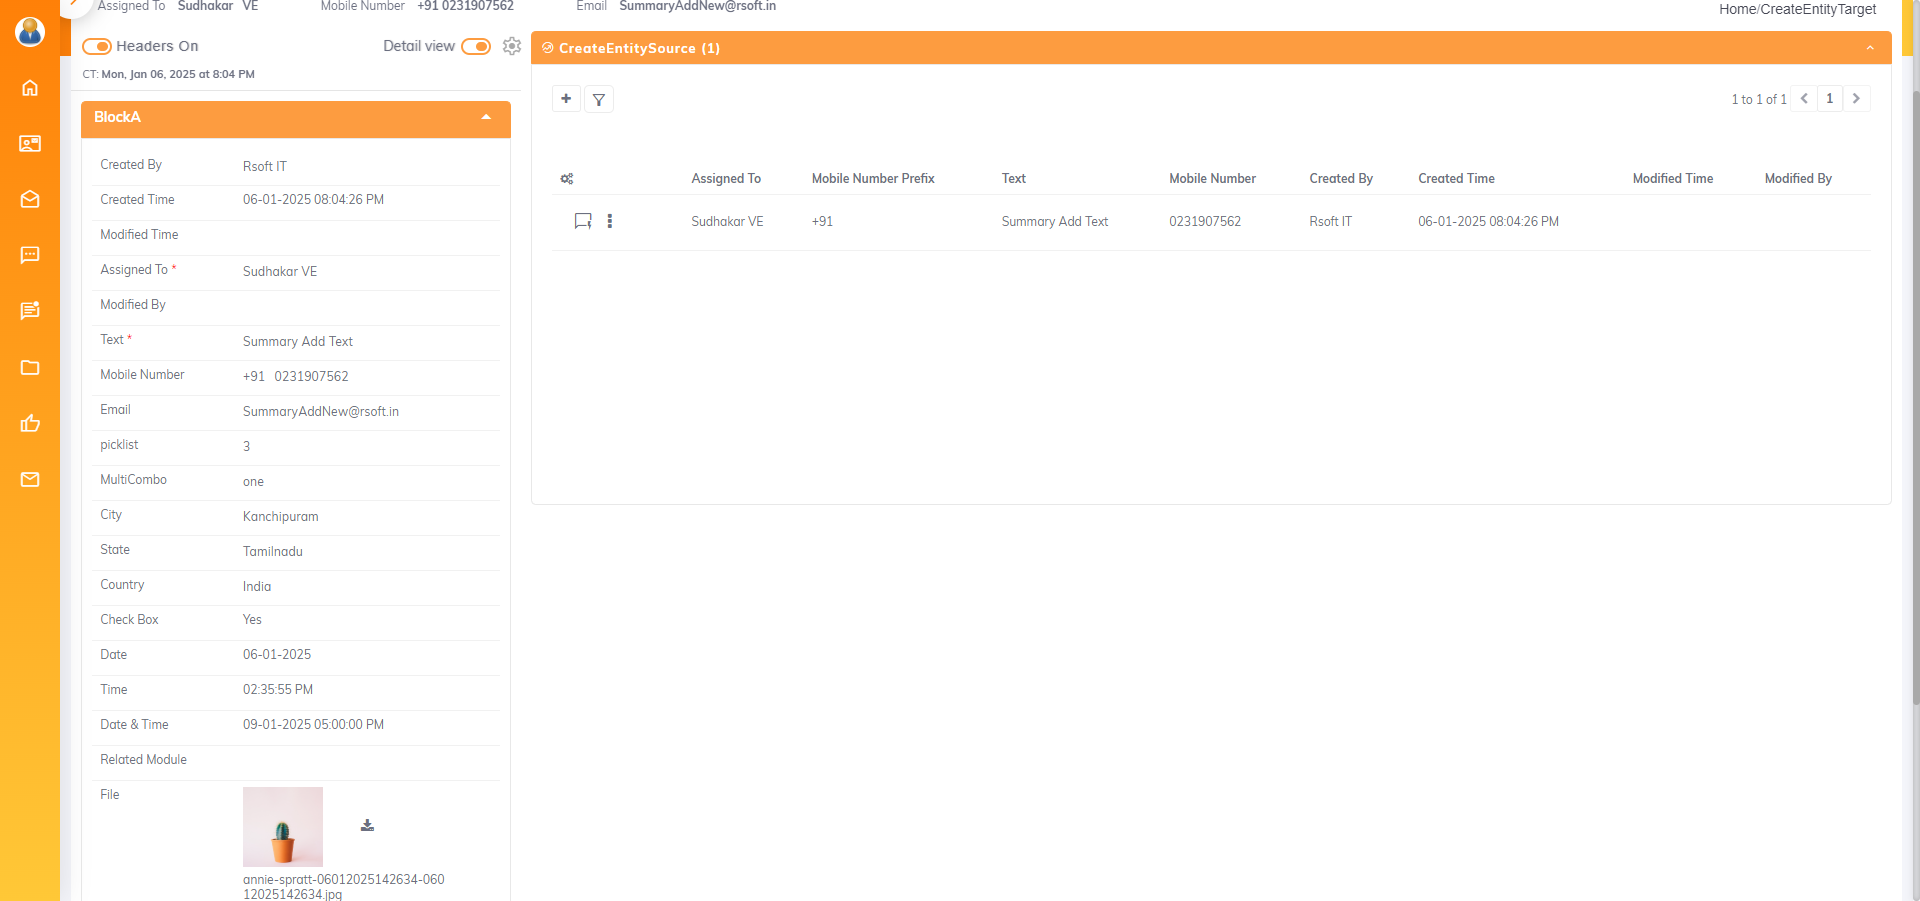 Assigned To Sudhakar VE Mobile Number +91 0231907562 Email SummaryAddNew@rsoft.in
Home/CreateEntityTarget
Headers On Detail view
CT: Mon, Jan 06, 2025 at 8:04 PM
BlockA
Created By Rsoft IT
Created Time 06-01-2025 08:04:26 PM
Modified Time
Assigned To * Sudhakar VE
Modified By
Text * Summary Add Text
Mobile Number +91 0231907562
Email SummaryAddNew@rsoft.in
picklist 3
MultiCombo one
City Kanchipuram
State Tamilnadu
Country India
Check Box Yes
Date 06-01-2025
Time 02:35:55 PM
Date & Time 09-01-2025 05:00:00 PM
Related Module
File
annie-spratt-06012025142634-060
12025142634.jpg
CreateEntitySource (1)
1 to 1 of 1 1
Assigned To Mobile Number Prefix Text Mobile Number Created By Created Time Modified Time Modified By
Sudhakar VE +91 Summary Add Text 0231907562 Rsoft IT 06-01-2025 08:04:26 PM